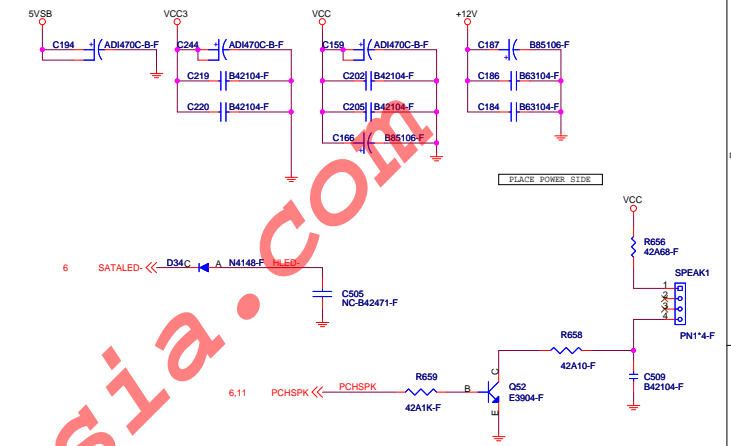 5VSB VCC3 VCC +12V
C194 ADI470C-B-F C244 ADI470C-B-F C159 ADI470C-B-F C187 B85106-F
+ + + +
C219 B42104-F C202 B42104-F C186 B63104-F
C220 B42104-F C205 B42104-F C184 B63104-F
C166 B85106-F
+
PLACE POWER SIDE
VCC
R656
42A68-F
6 SATALED- D34 C A N4148-F HLED-
SPEAK1
1
2
3
4
PN1*4-F
C505
NC-B42471-F
R658
42A10-F
C509
B42104-F
6,11 PCHSPK PCHSPK R659 B C Q52
42A1K-F E3904-F
E
sia.com